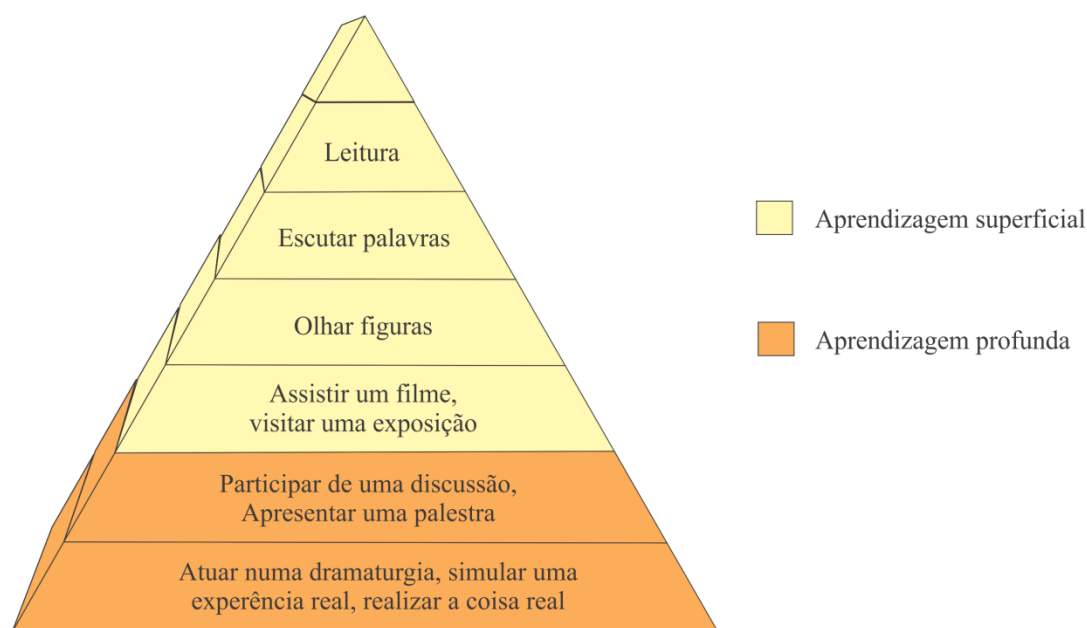 Leitura
Escutar palavras
Olhar figuras
Assistir um filme,
visitar uma exposição
Participar de uma discussão,
Apresentar uma palestra
Atuar numa dramaturgia, simular uma
experência real, realizar a coisa real
Aprendizagem superficial
Aprendizagem profunda